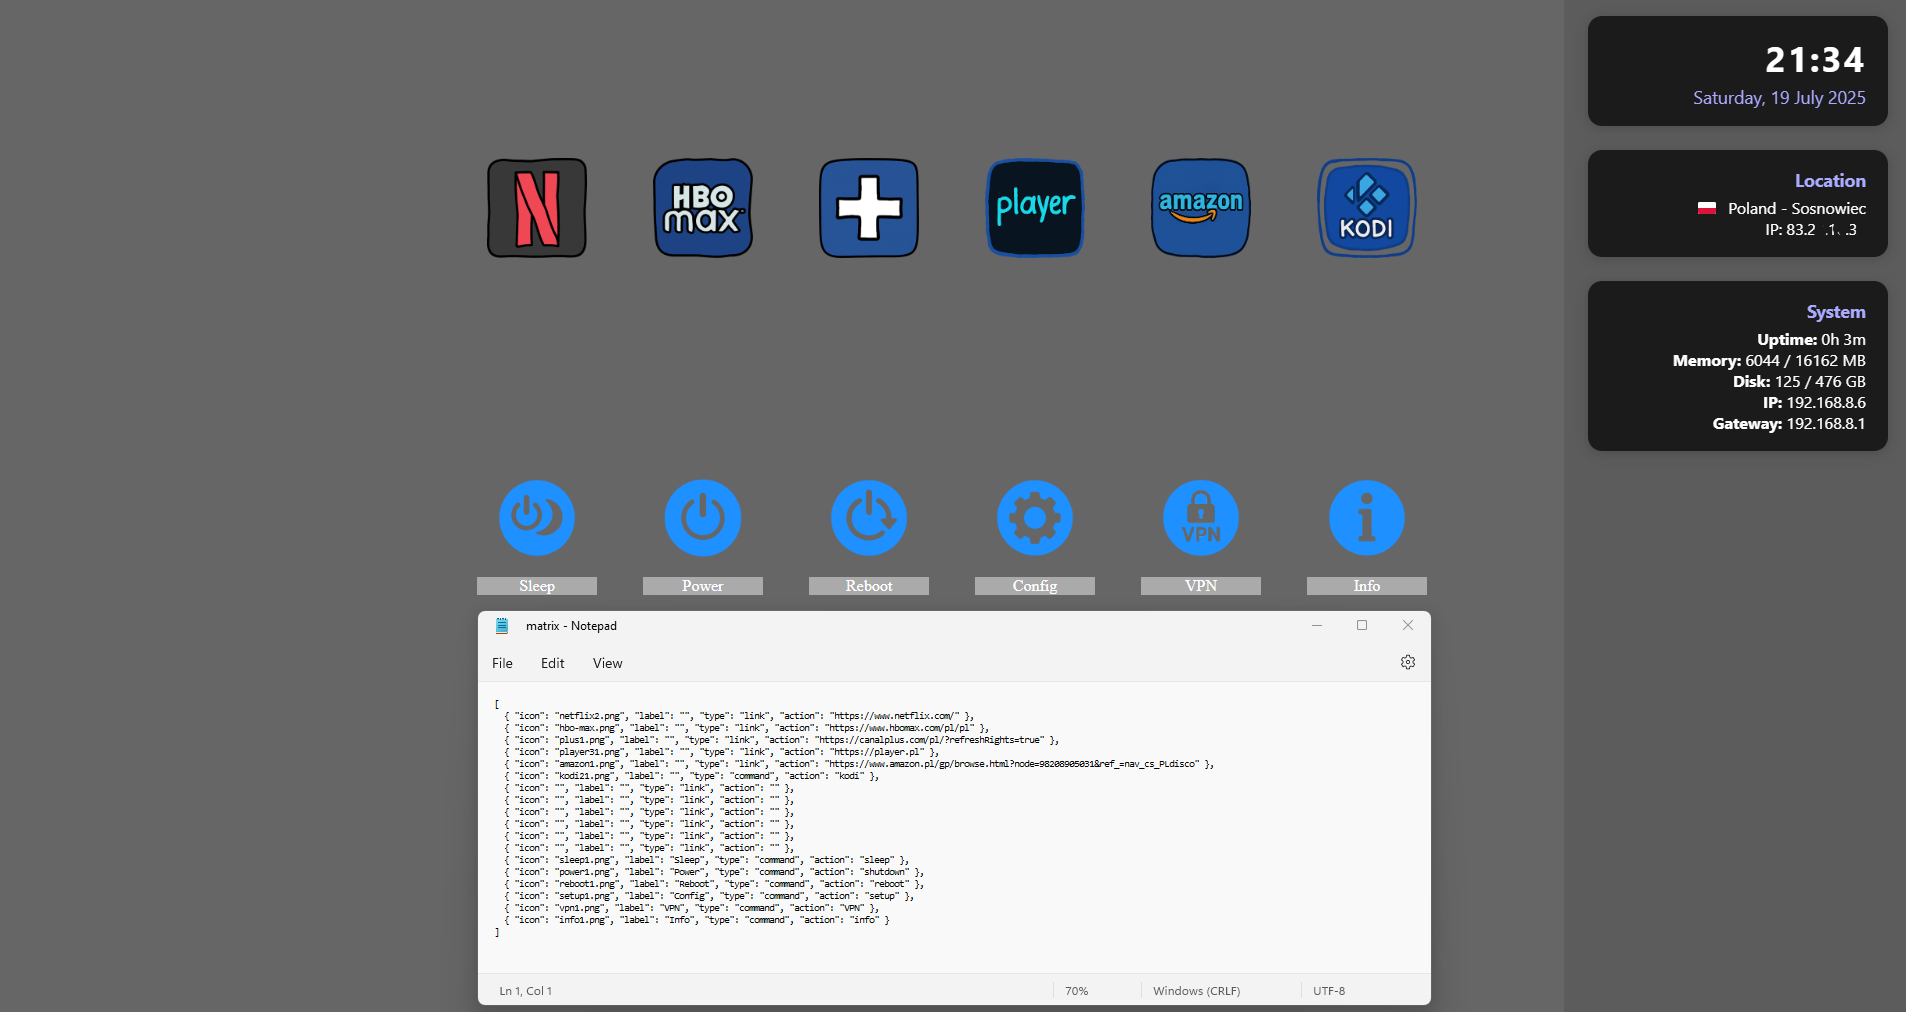 21:34
Saturday, 19 July 2025
Location
Poland - Sosnowiec
IP: 83.2 .1 .3
System
Uptime: 0h 3m
Memory: 6044 / 16162 MB
Disk: 125 / 476 GB
IP: 192.168.8.6
Gateway: 192.168.8.1
N
HBO
max
player
amazon
KODI
VPN
Sleep
Power
Reboot
Config
VPN
Info
matrix - Notepad
File
Edit
View
[
{ "icon": "netflix2.png", "label": "", "type": "link", "action": "https://www.netflix.com/" },
{ "icon": "hbo-max.png", "label": "", "type": "link", "action": "https://www.hbomax.com/pl/pl" },
{ "icon": "plus1.png", "label": "", "type": "link", "action": "https://canalplus.com/pl/?refreshRights=true" },
{ "icon": "player31.png", "label": "", "type": "link", "action": "https://player.pl" },
{ "icon": "amazon1.png", "label": "", "type": "link", "action": "https://www.amazon.pl/gp/browse.html?node=98208905031&ref_=nav_cs_PLdisco" },
{ "icon": "kodi21.png", "label": "", "type": "command", "action": "kodi" },
{ "icon": "", "label": "", "type": "link", "action": "" },
{ "icon": "", "label": "", "type": "link", "action": "" },
{ "icon": "", "label": "", "type": "link", "action": "" },
{ "icon": "", "label": "", "type": "link", "action": "" },
{ "icon": "", "label": "", "type": "link", "action": "" },
{ "icon": "", "label": "", "type": "link", "action": "" },
{ "icon": "sleep1.png", "label": "Sleep", "type": "command", "action": "sleep" },
{ "icon": "power1.png", "label": "Power", "type": "command", "action": "shutdown" },
{ "icon": "reboot1.png", "label": "Reboot", "type": "command", "action": "reboot" },
{ "icon": "setup1.png", "label": "Config", "type": "command", "action": "setup" },
{ "icon": "vpn1.png", "label": "VPN", "type": "command", "action": "VPN" },
{ "icon": "info1.png", "label": "Info", "type": "command", "action": "info" }
]
Ln 1, Col 1
70%
Windows (CRLF)
UTF-8